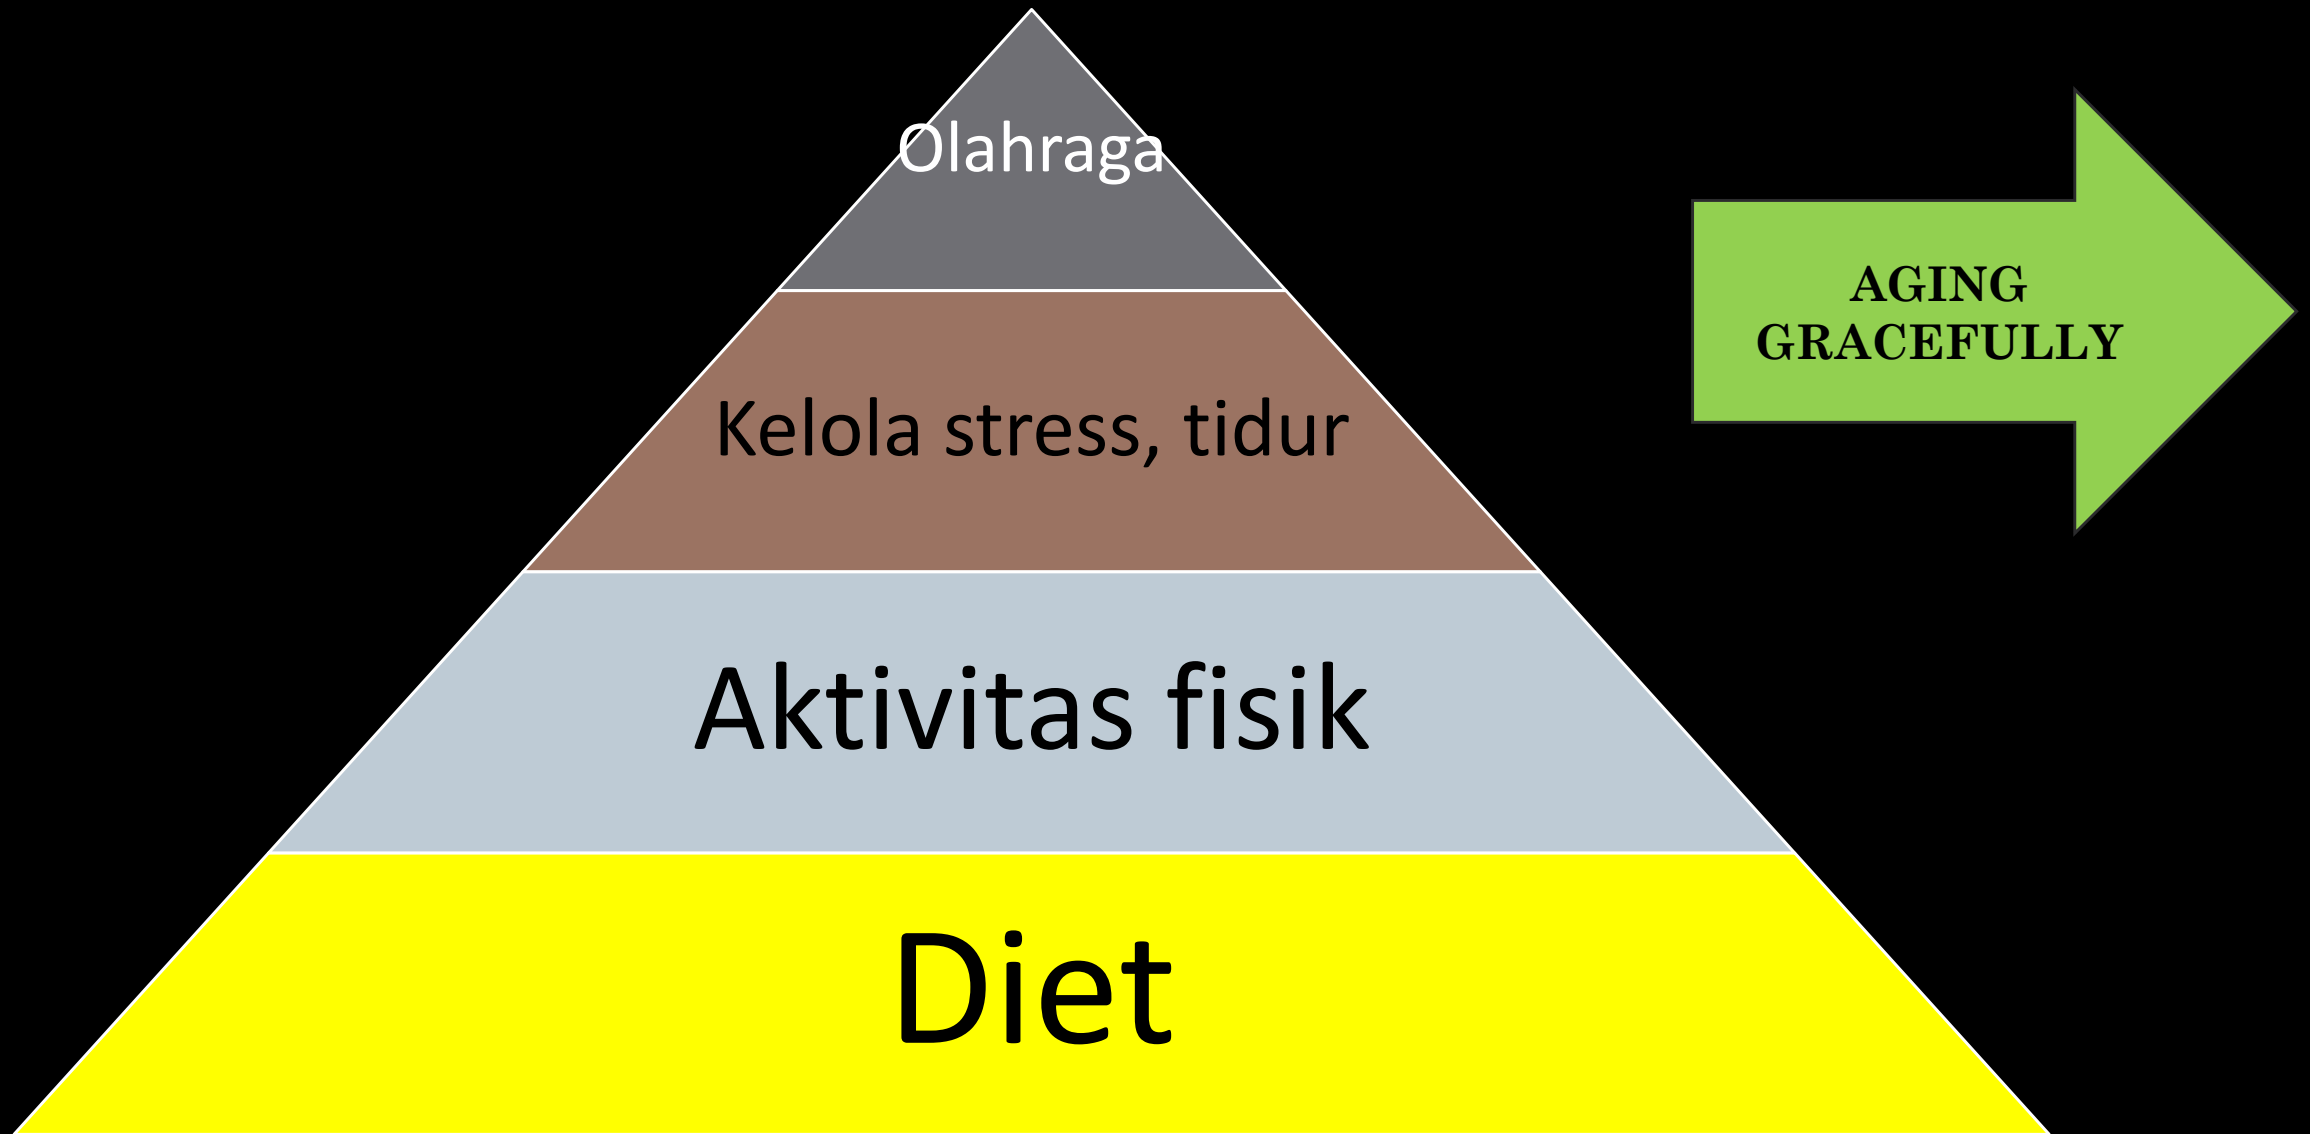 Olahraga
Kelola stress, tidur
Aktivitas fisik
Diet
AGING
GRACEFULLY